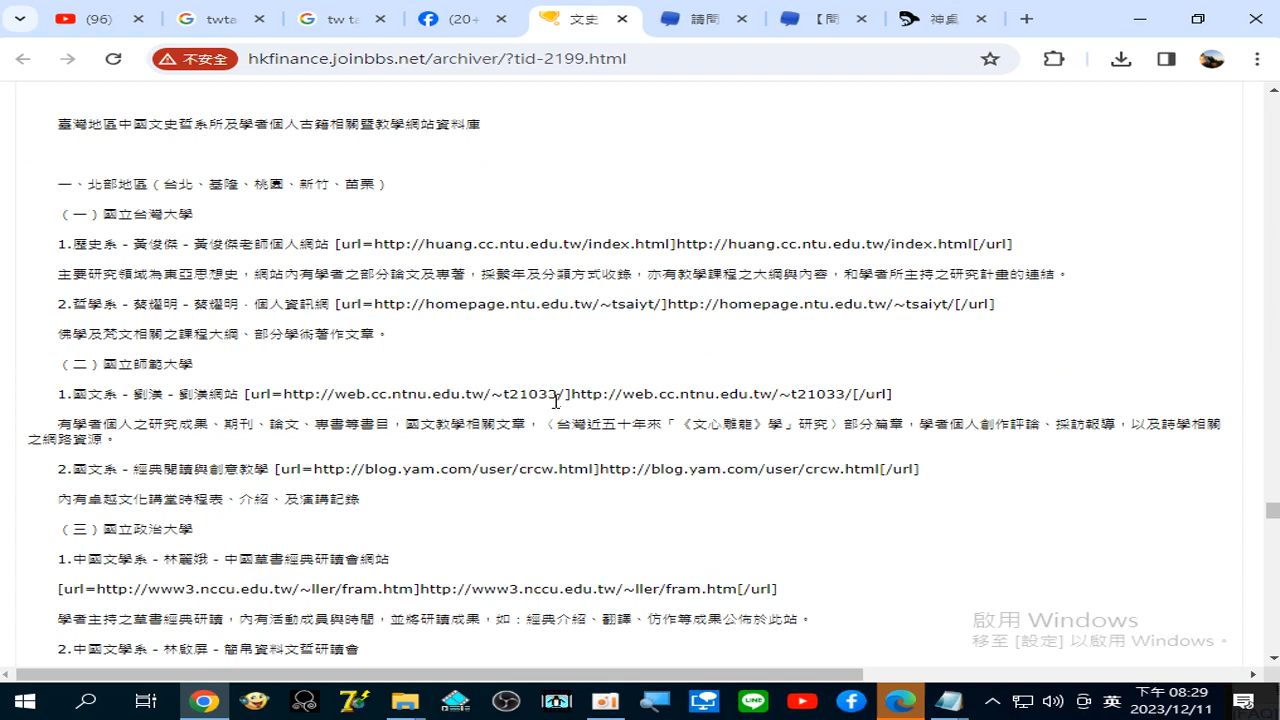 (96)
twta
tw ta
(20+
文史
請問
【問
神桌
不安全
hkfinance.joinbbs.net/archiver/?tid-2199.html
臺灣地區中國文史哲系所及學者個人古籍相關暨教學網站資料庫
一、北部地區（台北、基隆、桃園、新竹、苗栗）
（一）國立台灣大學
1.歷史系－黃俊傑－黃俊傑老師個人網站 [url=http://huang.cc.ntu.edu.tw/index.html]http://huang.cc.ntu.edu.tw/index.html[/url]
主要研究領域為東亞思想史，網站內有學者之部分論文及專著，採繫年及分類方式收錄，亦有教學課程之大綱與內容，和學者所主持之研究計畫的連結。
2.哲學系－蔡耀明－蔡耀明‧個人資訊網 [url=http://homepage.ntu.edu.tw/~tsaiyt/]http://homepage.ntu.edu.tw/~tsaiyt/[/url]
佛學及梵文相關之課程大綱、部分學術著作文章。
（二）國立師範大學
1.國文系－劉渼－劉渼網站 [url=http://web.cc.ntnu.edu.tw/~t21033/]http://web.cc.ntnu.edu.tw/~t21033/[/url]
有學者個人之研究成果、期刊、論文、專書等書目，國文教學相關文章，〈台灣近五十年來「《文心雕龍》學」研究〉部分篇章，學者個人創作評論、採訪報導，以及詩學相關
之網路資源。
2.國文系－經典閱讀與創意教學 [url=http://blog.yam.com/user/crcw.html]http://blog.yam.com/user/crcw.html[/url]
內有卓越文化講堂時程表、介紹、及演講記錄
（三）國立政治大學
1.中國文學系－林麗娥－中國草書經典研讀會網站
[url=http://www3.nccu.edu.tw/~ller/fram.htm]http://www3.nccu.edu.tw/~ller/fram.htm[/url]
學者主持之草書經典研讀，內有活動成員與時間，並將研讀成果，如：經典介紹、翻譯、仿作等成果公佈於此站。
2.中國文學系－林啟屏－簡帛資料文哲研讀會
啟用 Windows
移至 [設定] 以啟用 Windows。
英
下午 08:29
2023/12/11